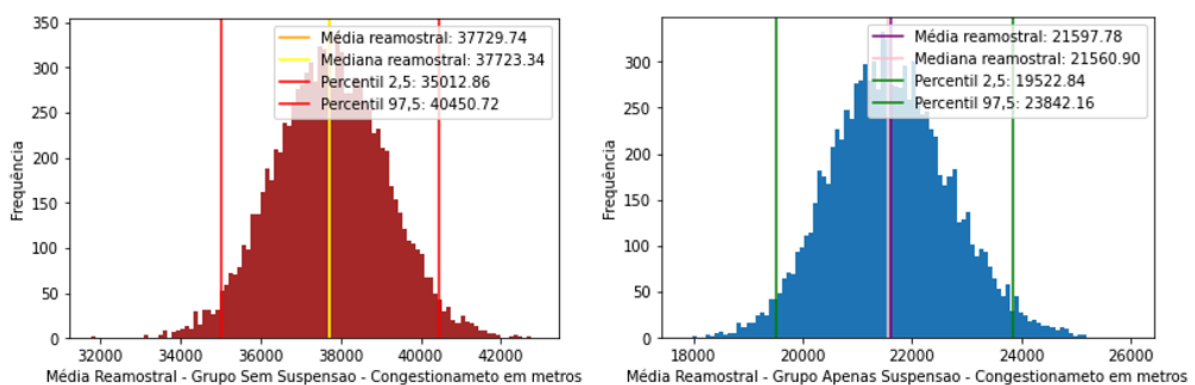 350
300
250
200
150
100
50
0
Frequência
Média reamostral: 37729.74
Mediana reamostral: 37723.34
Percentil 2,5: 35012.86
Percentil 97,5: 40450.72
32000 34000 36000 38000 40000 42000
Média Reamostral - Grupo Sem Suspensao - Congestionameto em metros
300
250
200
150
100
50
0
Frequência
Média reamostral: 21597.78
Mediana reamostral: 21560.90
Percentil 2,5: 19522.84
Percentil 97,5: 23842.16
18000 20000 22000 24000 26000
Média Reamostral - Grupo Apenas Suspensao - Congestionameto em metros